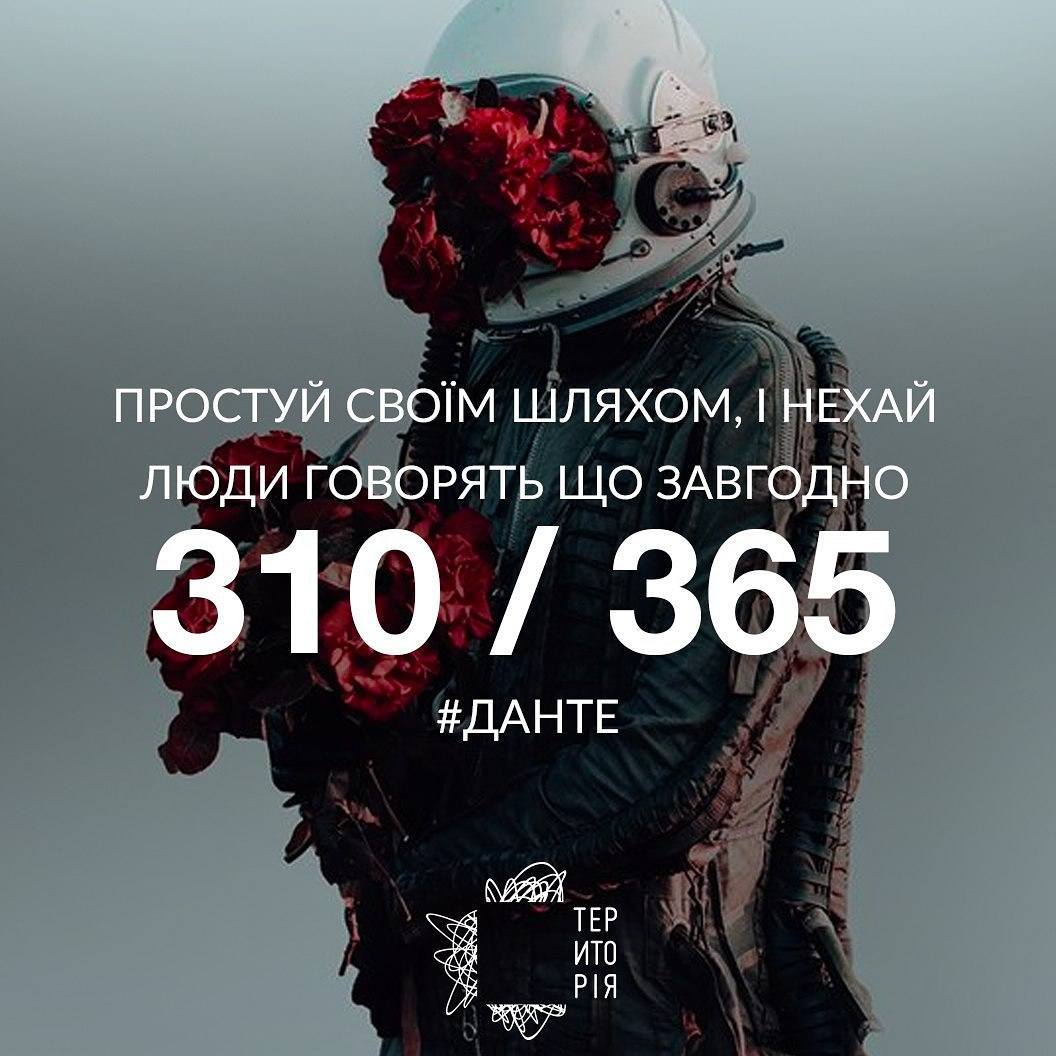 ПРОСТУЙ СВОЇМ ШЛЯХОМ, І НЕХАЙ
ЛЮДИ ГОВОРЯТЬ ЩО ЗАВГОДНО
310 / 365
#ДАНТЕ
ТЕР
ИТО
РІЯ